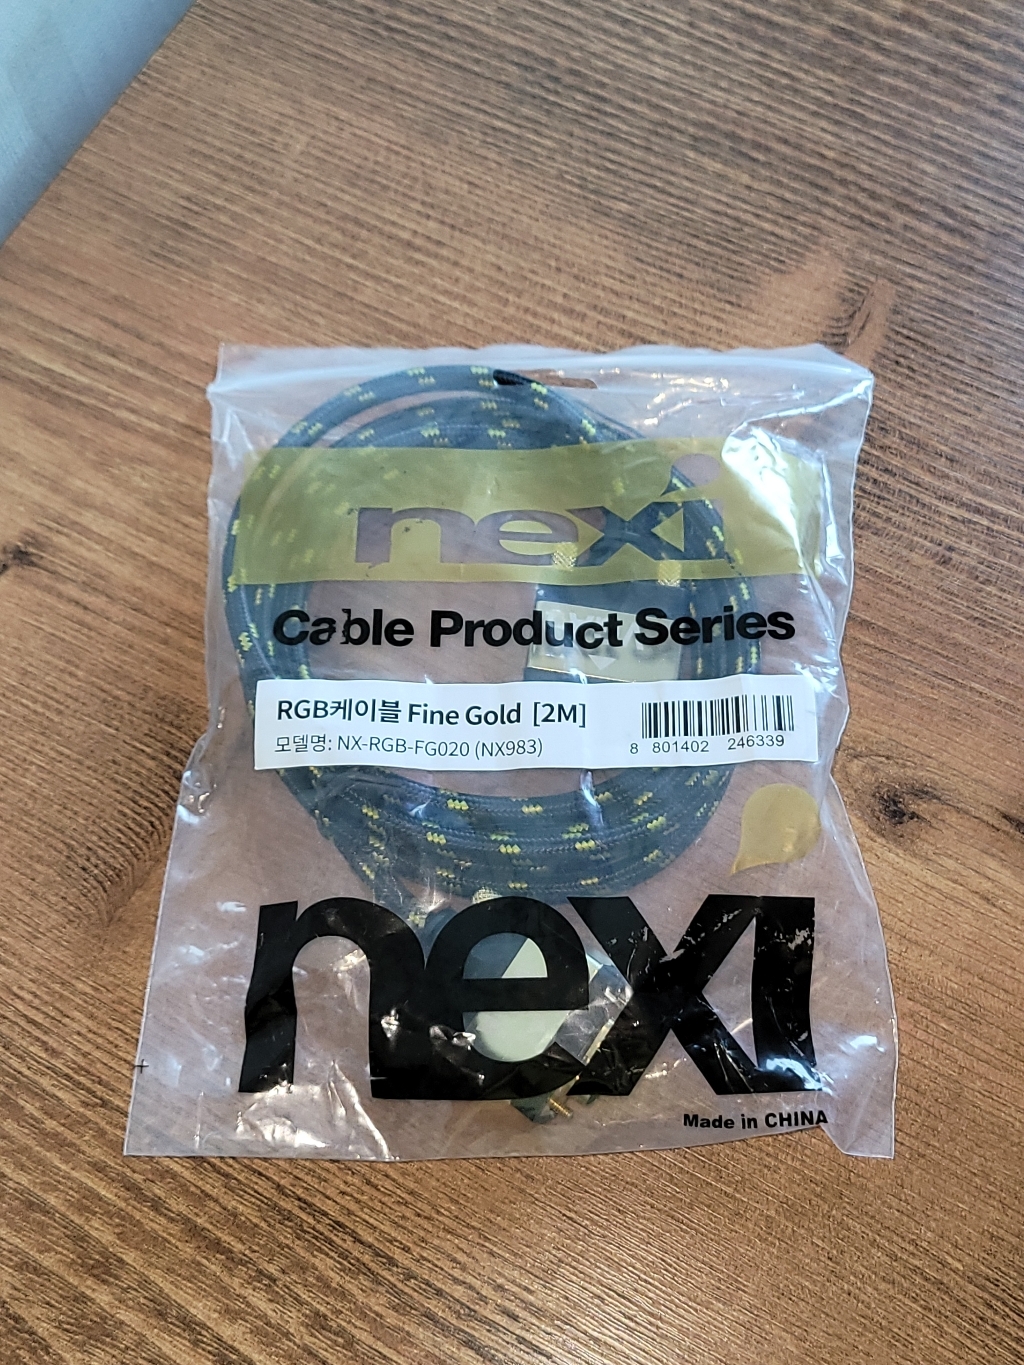 nexi
Cable Product Series
RGB케이블 Fine Gold [2M]
모델명: NX-RGB-FG020 (NX983)
8 801402 246339
nexi
Made in CHINA